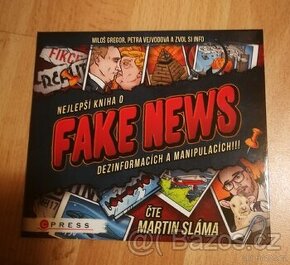 MILOŠ GREGOR, PETRA VEJVODOVÁ A ZVOL SI INFO
FIKCE
NEJLEPŠÍ KNIHA O
FAKE NEWS
DEZINFORMACÍCH A MANIPULACÍCH!!!
ČTE
MARTIN SLÁMA
CPRESS
Bazoš.cz